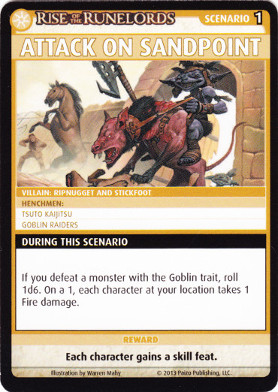 RISE OF THE RUNELORDS
SCENARIO 1
ATTACK ON SANDPOINT
VILLAIN: RIPNUGGET AND STICKFOOT
HENCHMEN:
TSUTO KAIJITSU
GOBLIN RAIDERS
DURING THIS SCENARIO
If you defeat a monster with the Goblin trait, roll
1d6. On a 1, each character at your location takes 1
Fire damage.
REWARD
Each character gains a skill feat.
Illustration by Warren Mahy
© 2013 Paizo Publishing, LLC.